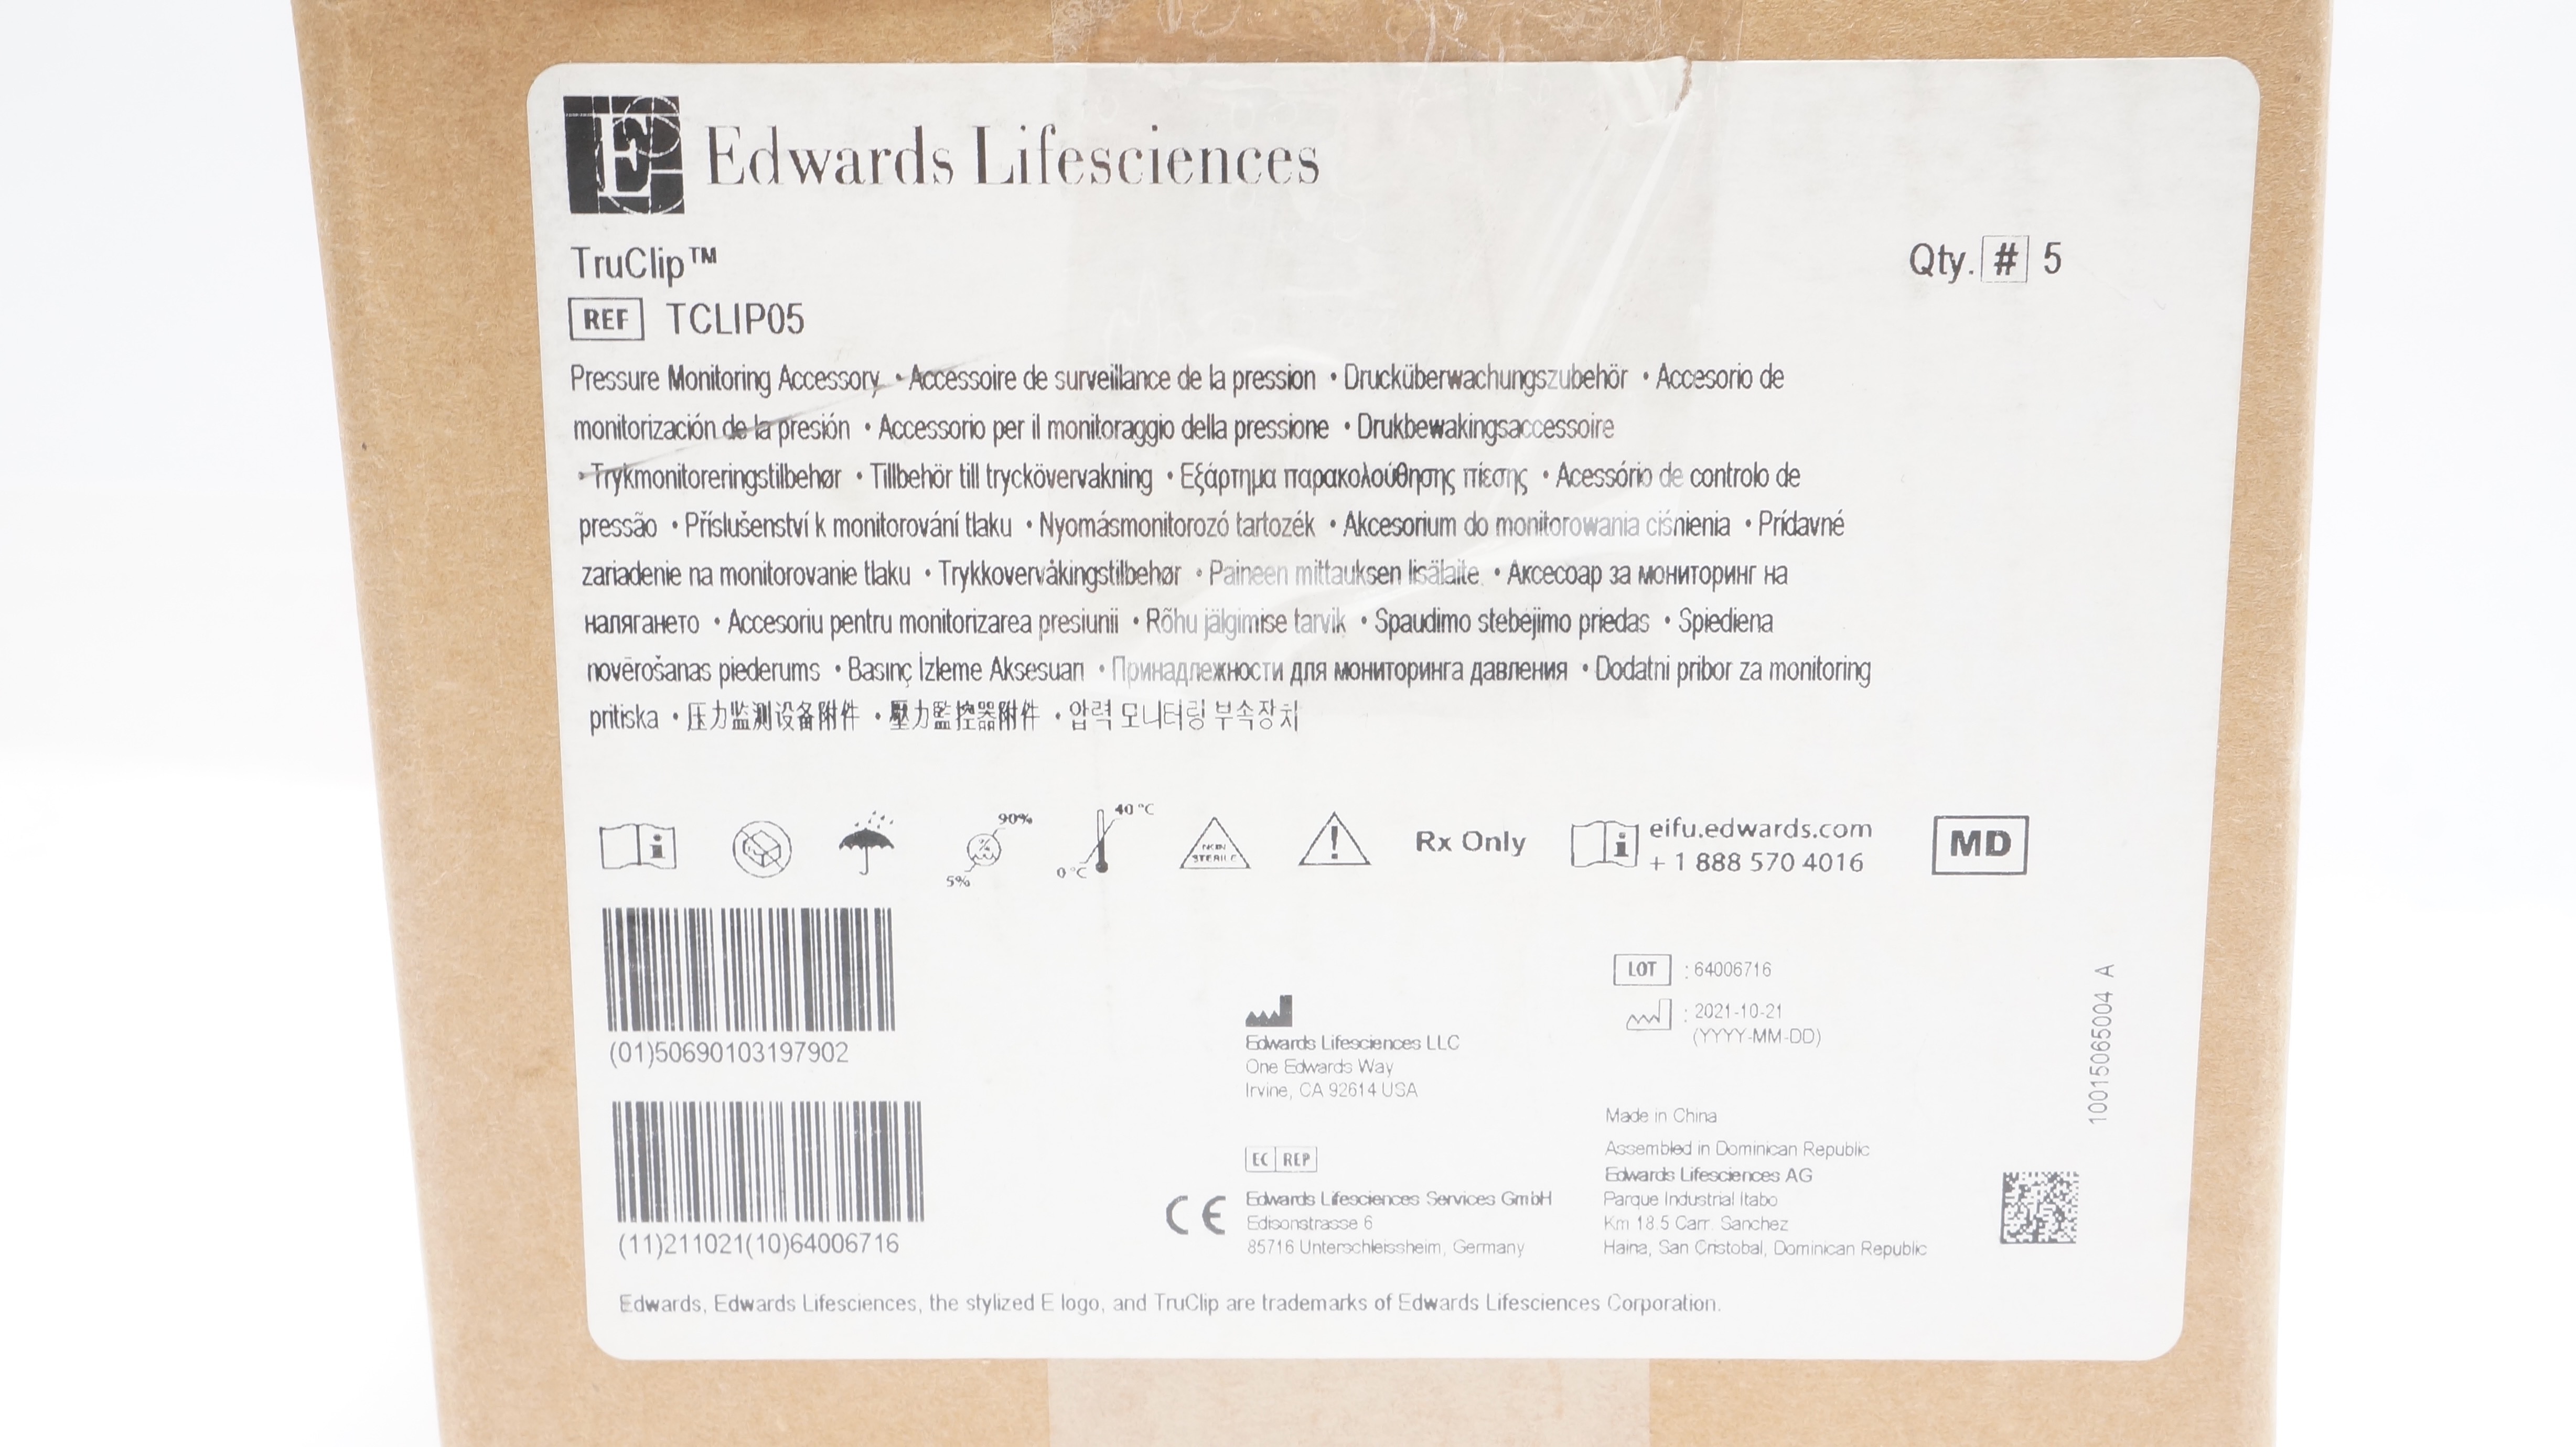 Edwards Lifesciences
TruClip™
Qty. # 5
REF TCLIP05
Pressure Monitoring Accessory • Accessoire de surveillance de la pression • Drucküberwachungszubehör • Accesorio de
monitorización de la presión • Accessorio per il monitoraggio della pressione • Drukbewakingsaccessoire
• Trykmonitoreringstilbehør • Tillbehör till tryckövervakning • Εξάρτημα παρακολούθησης πίεσης • Acessório de controlo de
pressão • Příslušenství k monitorování tlaku • Nyomásmonitorozó tartozék • Akcesorium do monitorowania ciśnienia • Prídavné
zariadenie na monitorovanie tlaku • Trykkovervåkingstilbehør • Paineen mittauksen lisälaite • Аксесоар за мониторинг на
налягането • Accesoriu pentru monitorizarea presiunii • Rõhu jälgimise tarvik • Spaudimo stebėjimo priedas • Spiediena
novērošanas piederums • Basınç İzleme Aksesuarı • Принадлежности для мониторинга давления • Dodatni pribor za monitoring
pritiska • 压力监测设备附件 • 壓力監控器附件 • 압력 모니터링 부속장치
90%
5%
40 °C
0 °C
NON
STERILE
!
Rx Only
eifu.edwards.com
+ 1 888 570 4016
MD
(01)50690103197902
(11)211021(10)64006716
Edwards Lifesciences LLC
One Edwards Way
Irvine, CA 92614 USA
EC REP
CE
Edwards Lifesciences Services GmbH
Edisonstrasse 6
85716 Unterschleissheim, Germany
LOT : 64006716
: 2021-10-21
(YYYY-MM-DD)
Made in China
Assembled in Dominican Republic
Edwards Lifesciences AG
Parque Industrial Itabo
Km 18.5 Carr. Sanchez
Haina, San Cristobal, Dominican Republic
10015065004 A
Edwards, Edwards Lifesciences, the stylized E logo, and TruClip are trademarks of Edwards Lifesciences Corporation.